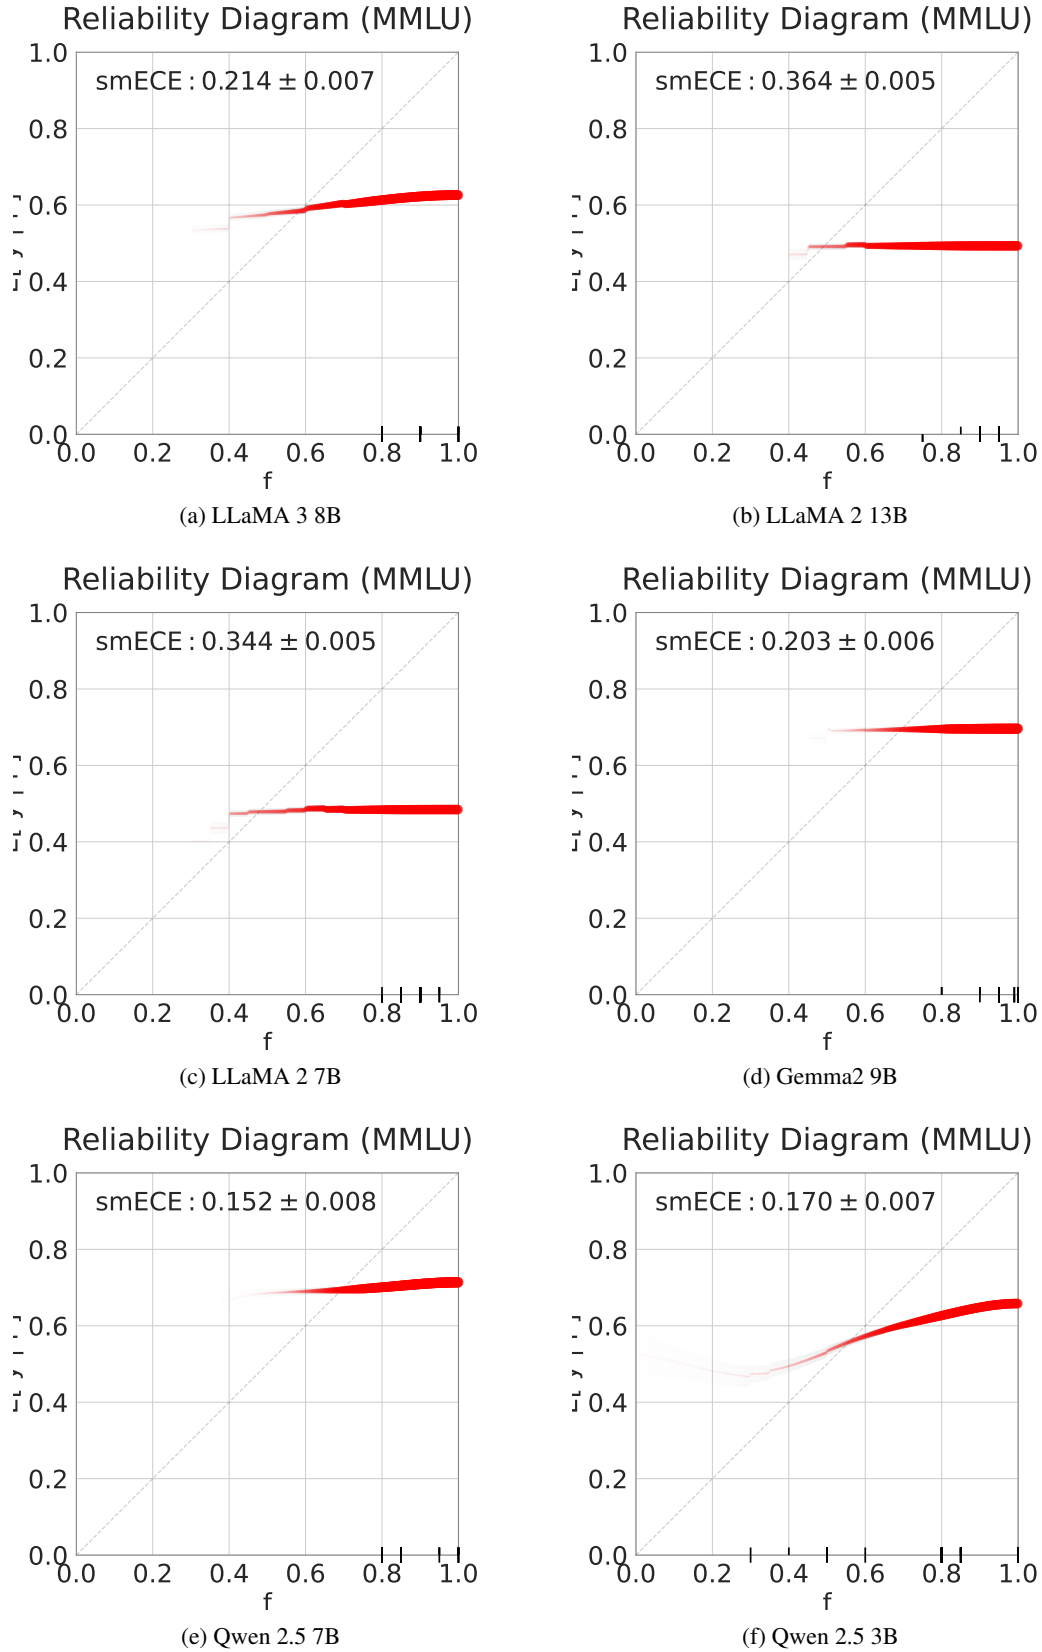 Reliability Diagram (MMLU)
smECE: 0.214 ± 0.007
1.0
0.8
0.6
0.4
0.2
0.0
0.0 0.2 0.4 0.6 0.8 1.0
f
(a) LLaMA 3 8B
Reliability Diagram (MMLU)
smECE: 0.364 ± 0.005
1.0
0.8
0.6
0.4
0.2
0.0
0.0 0.2 0.4 0.6 0.8 1.0
f
(b) LLaMA 2 13B
Reliability Diagram (MMLU)
smECE: 0.344 ± 0.005
1.0
0.8
0.6
0.4
0.2
0.0
0.0 0.2 0.4 0.6 0.8 1.0
f
(c) LLaMA 2 7B
Reliability Diagram (MMLU)
smECE: 0.203 ± 0.006
1.0
0.8
0.6
0.4
0.2
0.0
0.0 0.2 0.4 0.6 0.8 1.0
f
(d) Gemma2 9B
Reliability Diagram (MMLU)
smECE: 0.152 ± 0.008
1.0
0.8
0.6
0.4
0.2
0.0
0.0 0.2 0.4 0.6 0.8 1.0
f
(e) Qwen 2.5 7B
Reliability Diagram (MMLU)
smECE: 0.170 ± 0.007
1.0
0.8
0.6
0.4
0.2
0.0
0.0 0.2 0.4 0.6 0.8 1.0
f
(f) Qwen 2.5 3B